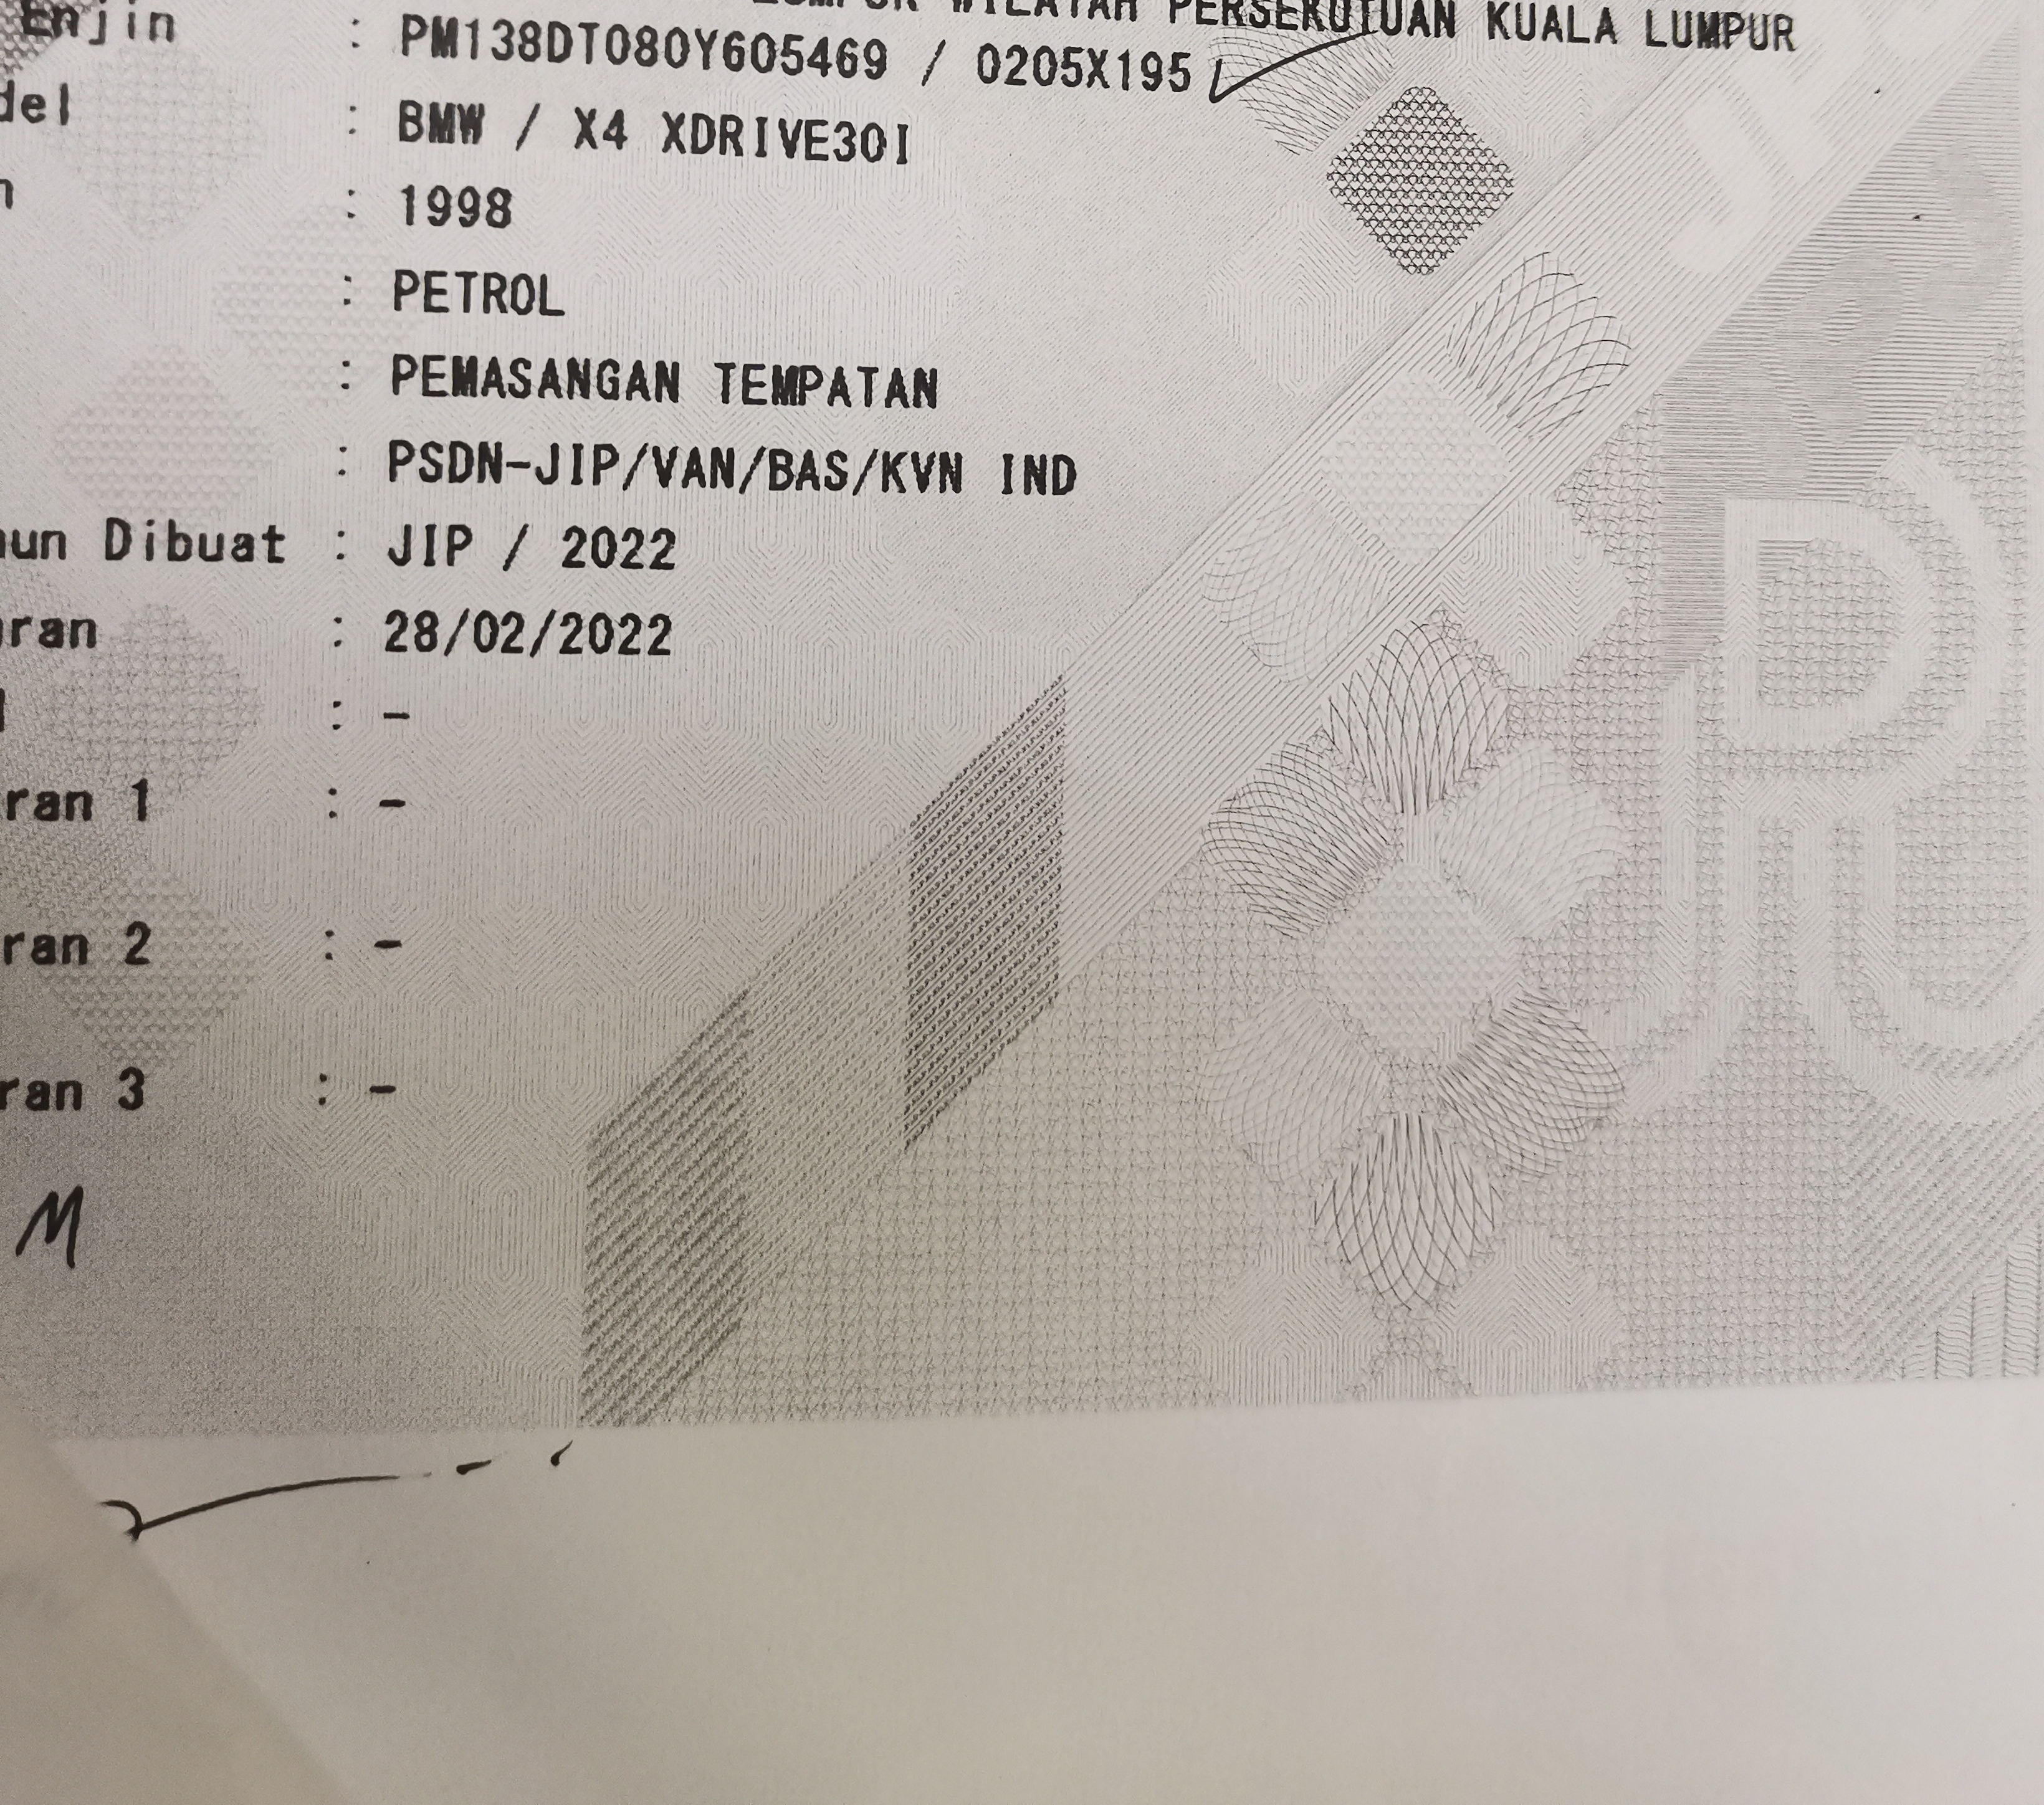 WILAYAH PERSEKUTUAN KUALA LUMPUR
Enjin : PM138DT080Y605469 / 0205X195
del : BMW / X4 XDRIVE30I
n : 1998
: PETROL
: PEMASANGAN TEMPATAN
: PSDN-JIP/VAN/BAS/KVN IND
un Dibuat : JIP / 2022
ran : 28/02/2022
: -
ran 1 : -
ran 2 : -
ran 3 : -
M
JPJ